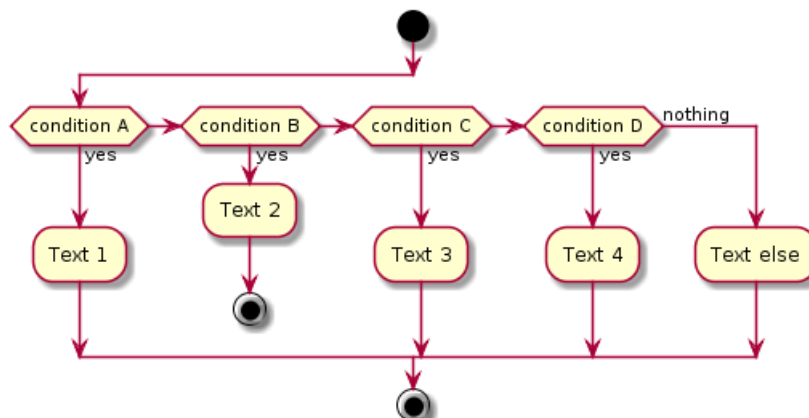 nothing
condition A
condition B
condition C
condition D
yes
yes
yes
yes
Text 2
Text 1
Text 3
Text 4
Text else